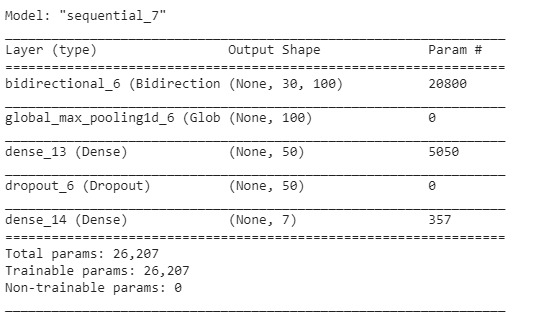 Model: "sequential_7"
Layer (type) Output Shape Param #
bidirectional_6 (Bidirection (None, 30, 100) 20800
global_max_pooling1d_6 (Glob (None, 100) 0
dense_13 (Dense) (None, 50) 5050
dropout_6 (Dropout) (None, 50) 0
dense_14 (Dense) (None, 7) 357
Total params: 26,207
Trainable params: 26,207
Non-trainable params: 0